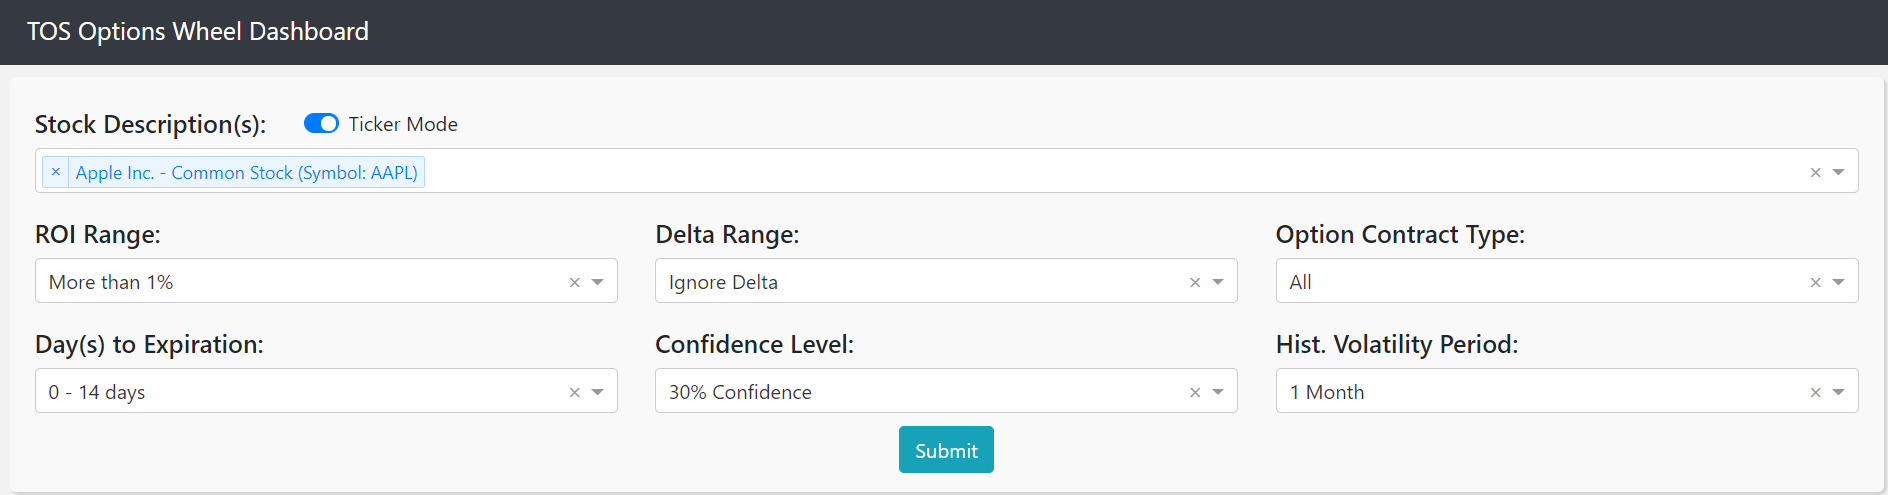 TOS Options Wheel Dashboard
Stock Description(s): Ticker Mode
× Apple Inc. - Common Stock (Symbol: AAPL) ×
ROI Range: Delta Range: Option Contract Type:
More than 1% × Ignore Delta × All ×
Day(s) to Expiration: Confidence Level: Hist. Volatility Period:
0 - 14 days × 30% Confidence × 1 Month ×
Submit